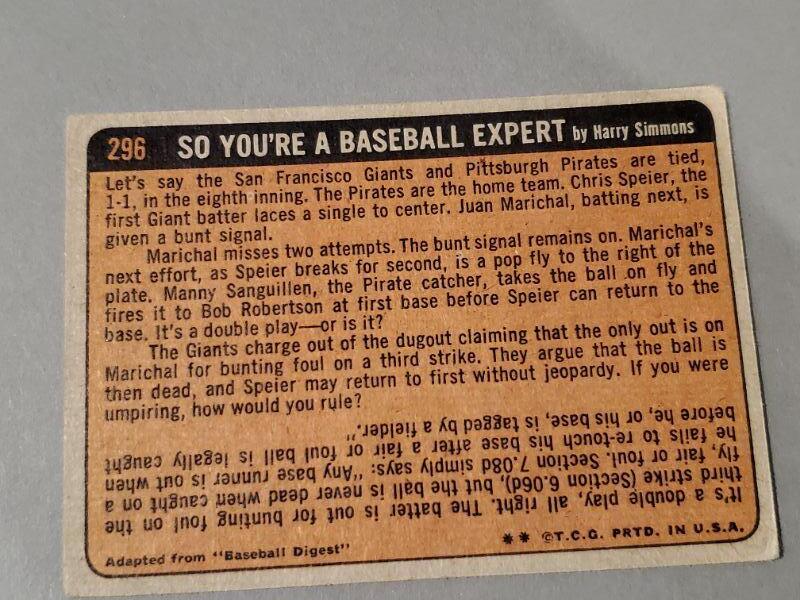 296 SO YOU'RE A BASEBALL EXPERT by Harry Simmons
Let's say the San Francisco Giants and Pittsburgh Pirates are tied,
1-1, in the eighth inning. The Pirates are the home team. Chris Speier, the
first Giant batter laces a single to center. Juan Marichal, batting next, is
given a bunt signal.
Marichal misses two attempts. The bunt signal remains on. Marichal's
next effort, as Speier breaks for second, is a pop fly to the right of the
plate. Manny Sanguillen, the Pirate catcher, takes the ball on fly and
fires it to Bob Robertson at first base before Speier can return to the
base. It's a double play—or is it?
The Giants charge out of the dugout claiming that the only out is on
Marichal for bunting foul on a third strike. They argue that the ball is
then dead, and Speier may return to first without jeopardy. If you were
umpiring, how would you rule?
It's a double play, all right. The batter is out for bunting foul on the
third strike (Section 6.06d), but the ball is never dead when caught on a
fly, fair or foul. Section 7.08d simply says: "Any base runner is out when
he fails to re-touch his base after a fair or foul ball is legally caught
before he, or his base, is tagged by a fielder."
Adapted from "Baseball Digest" ** ©T.C.G. PRTD. IN U.S.A.